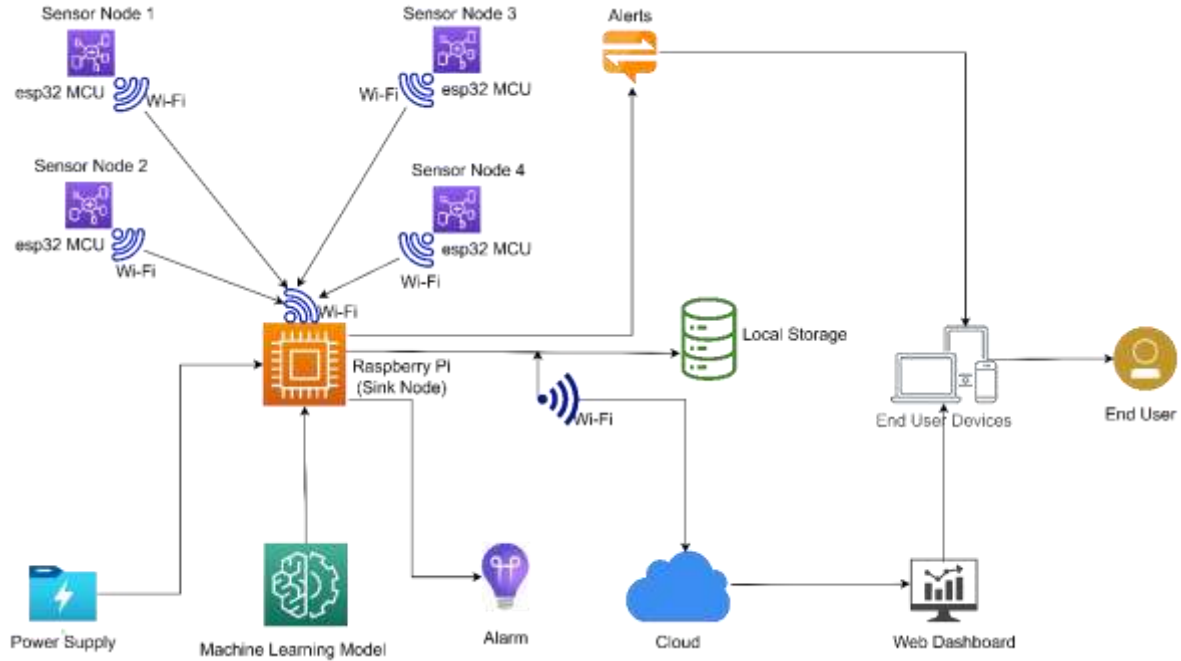 Sensor Node 1
Sensor Node 3
Alerts
esp32 MCU
Wi-Fi
Wi-Fi
esp32 MCU
Sensor Node 2
Sensor Node 4
esp32 MCU
Wi-Fi
esp32 MCU
Wi-Fi
Wi-Fi
Raspberry Pi
(Sink Node)
Local Storage
Wi-Fi
End User Devices
End User
Power Supply
Machine Learning Model
Alarm
Cloud
Web Dashboard